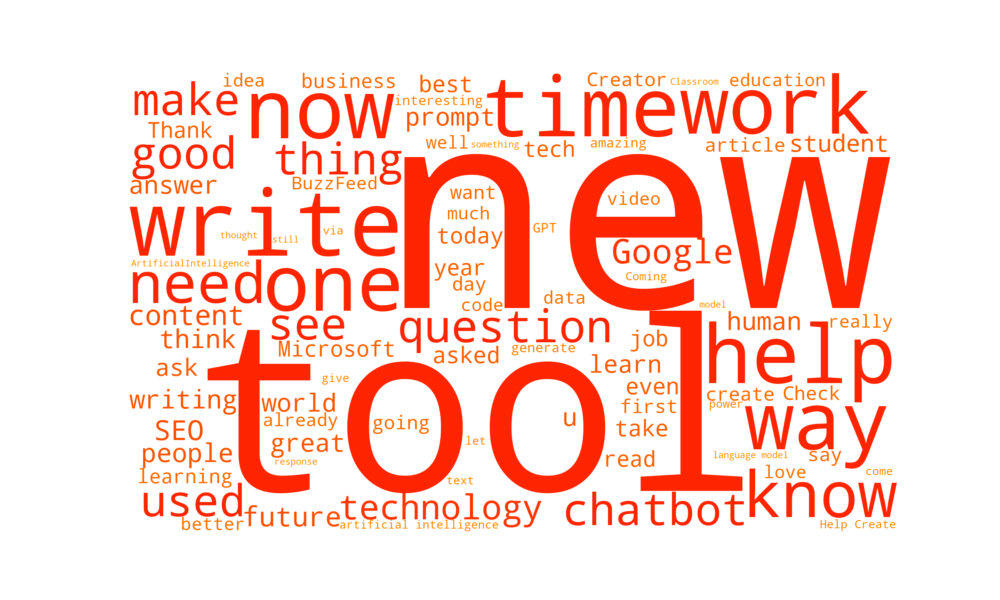 idea business best Creator Classroom education
make now interesting prompt time work
Thank
good thing well something tech amazing article student
answer BuzzFeed want new video
write much GPT
thought still via today Google
ArtificialIntelligence
need one year day Coming
content see code data model
think question human really
Microsoft asked generate job help
ask give learn
writing world tool even create Check
already going u first power way
SEO great let take
people response read language model say
learning text love come
used technology chatbot know
better future artificial intelligence Help Create